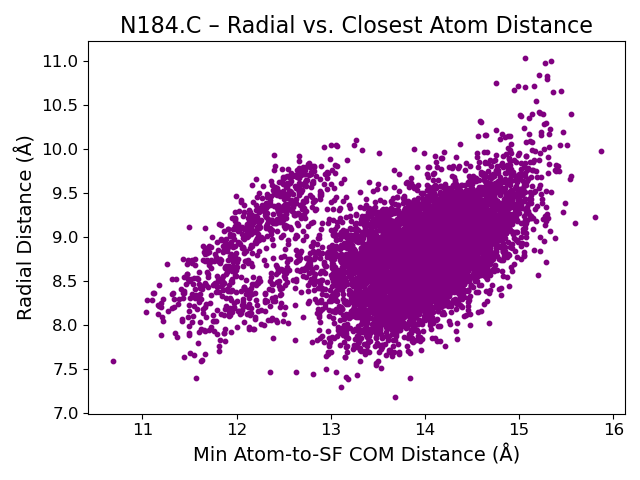 N184.C – Radial vs. Closest Atom Distance
Radial Distance (Å)
11.0
10.5
10.0
9.5
9.0
8.5
8.0
7.5
7.0
11 12 13 14 15 16
Min Atom-to-SF COM Distance (Å)